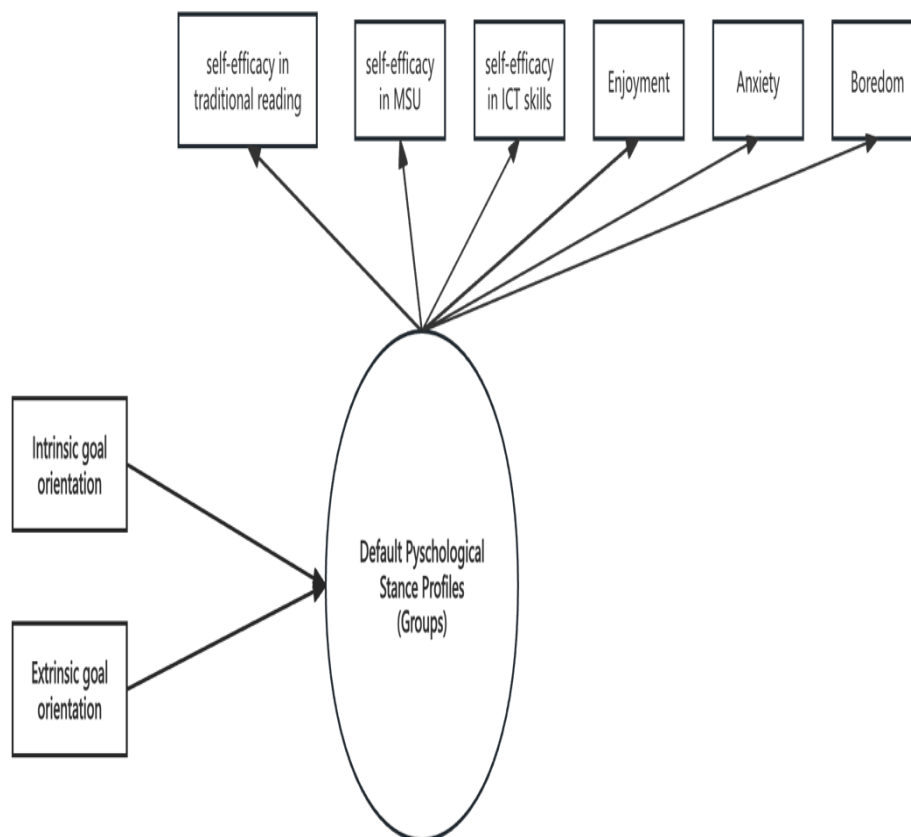 self-efficacy in
traditional reading
self-efficacy
in MSU
self-efficacy
in ICT skills
Enjoyment
Anxiety
Boredom
Intrinsic goal
orientation
Default Pyschological
Stance Profiles
(Groups)
Extrinsic goal
orientation